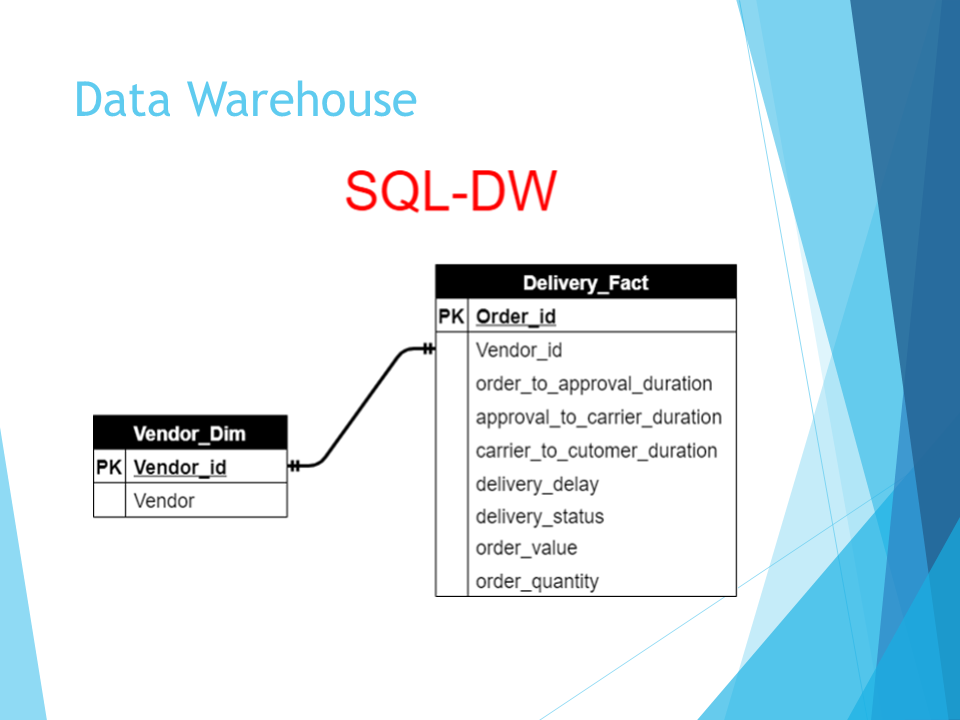 Data Warehouse
SQL-DW
Delivery_Fact
PK Order_id
Vendor_id
order_to_approval_duration
approval_to_carrier_duration
carrier_to_cutomer_duration
delivery_delay
delivery_status
order_value
order_quantity
Vendor_Dim
PK Vendor_id
Vendor